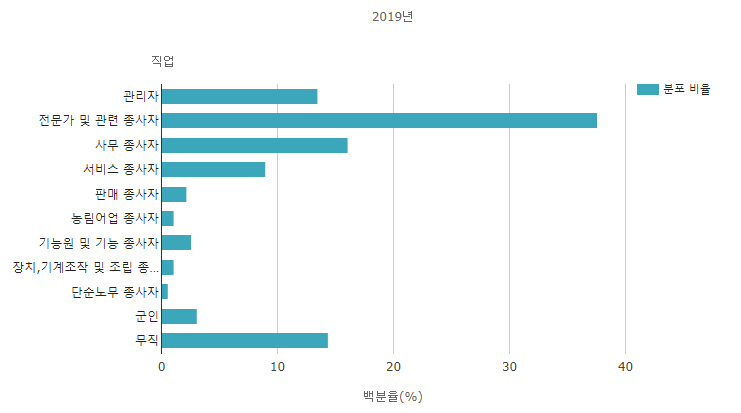 2019년
직업
분포 비율
관리자
전문가 및 관련 종사자
사무 종사자
서비스 종사자
판매 종사자
농림어업 종사자
기능원 및 기능 종사자
장치,기계조작 및 조립 종...
단순노무 종사자
군인
무직
0 10 20 30 40
백분율(%)